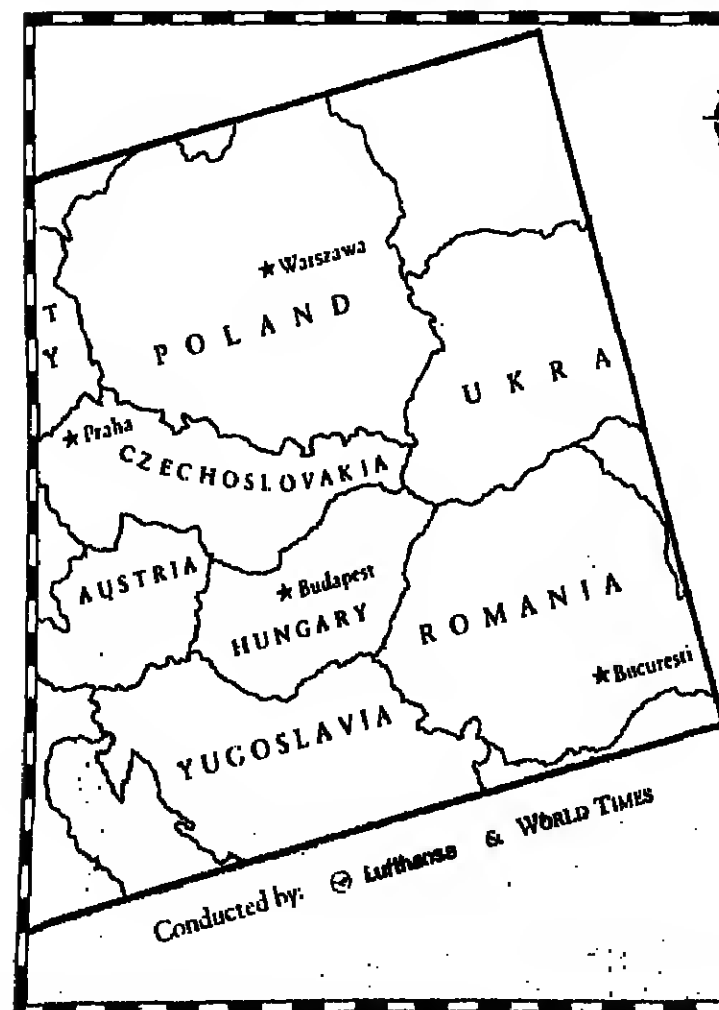 ★ Warszawa
POLAND
T
Y
UKRA
★ Praha
CZECHOSLOVAKIA
AUSTRIA
★ Budapest
HUNGARY
ROMANIA
★ Bucuresti
YUGOSLAVIA
Conducted by: Lufthansa & WORLD TIMES